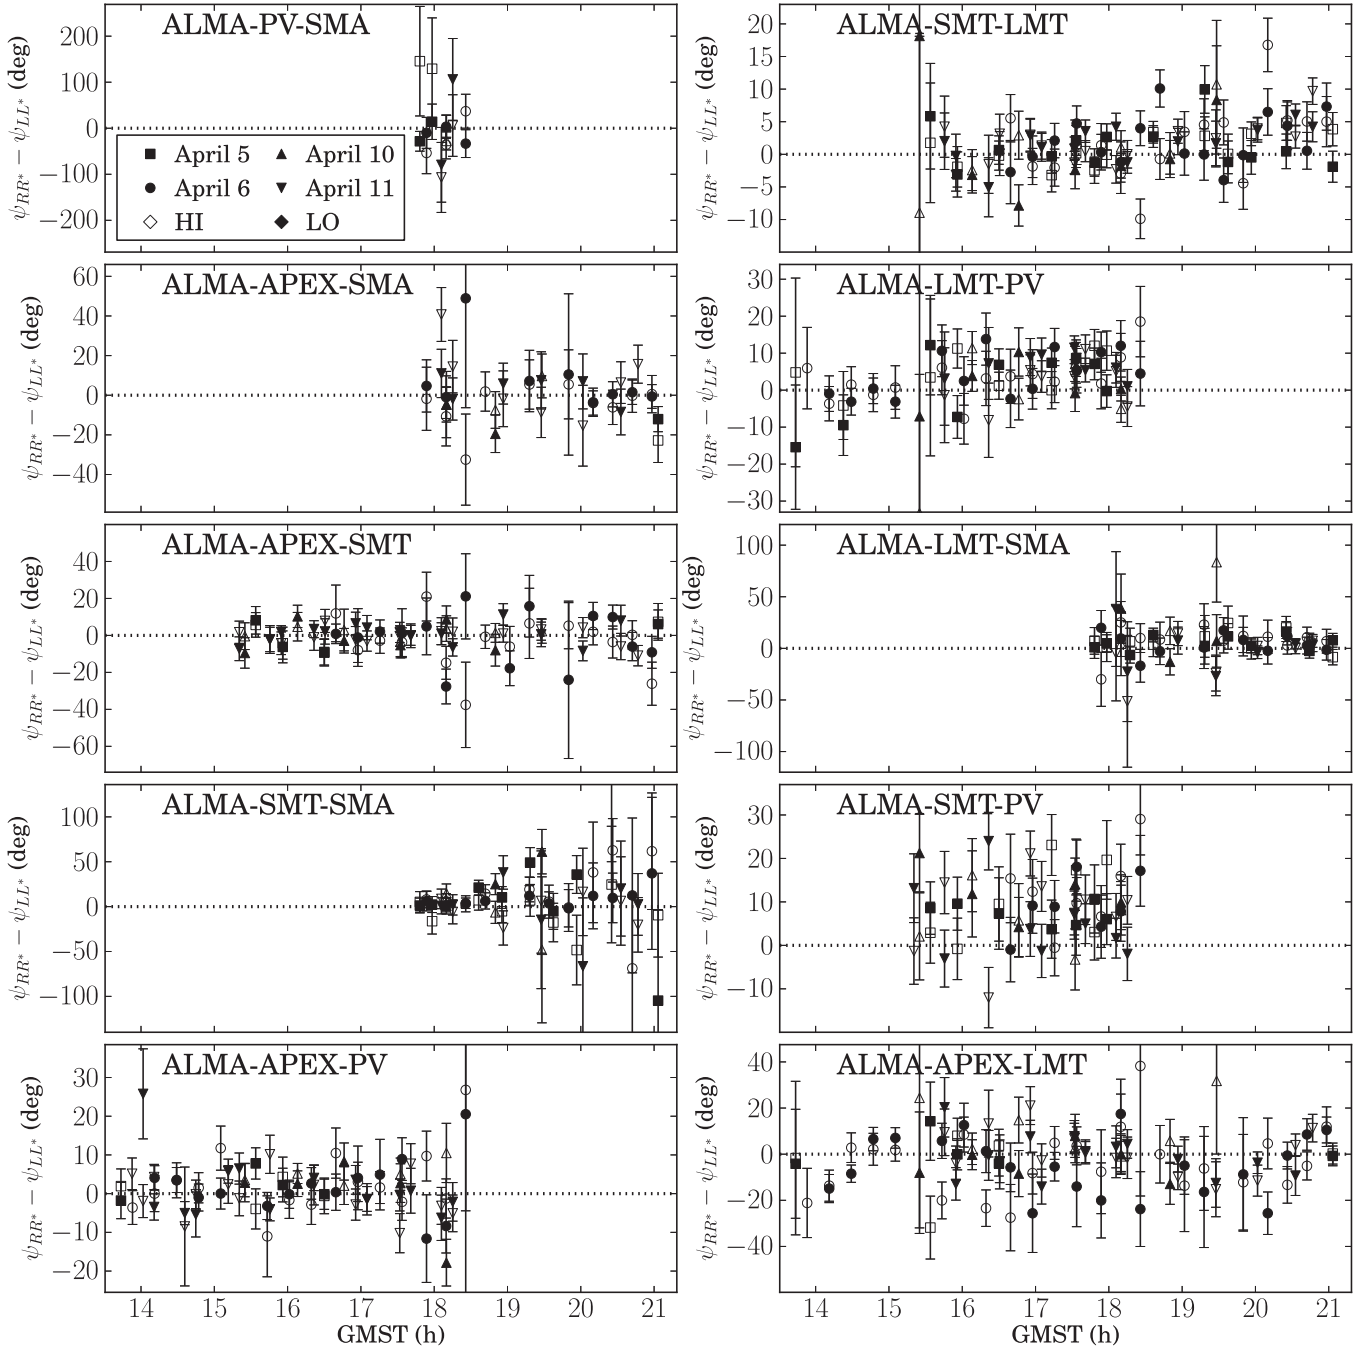 ALMA-PV-SMA
200
100
0
−100
−200
ψRR* − ψLL* (deg)
April 5
April 10
April 6
April 11
HI
LO
ALMA-SMT-LMT
20
15
10
5
0
−5
−10
ψRR* − ψLL* (deg)
ALMA-APEX-SMA
60
40
20
0
−20
−40
ψRR* − ψLL* (deg)
ALMA-LMT-PV
30
20
10
0
−10
−20
−30
ψRR* − ψLL* (deg)
ALMA-APEX-SMT
40
20
0
−20
−40
−60
ψRR* − ψLL* (deg)
ALMA-LMT-SMA
100
50
0
−50
−100
ψRR* − ψLL* (deg)
ALMA-SMT-SMA
100
50
0
−50
−100
ψRR* − ψLL* (deg)
ALMA-SMT-PV
30
20
10
0
−10
ψRR* − ψLL* (deg)
ALMA-APEX-PV
30
20
10
0
−10
−20
ψRR* − ψLL* (deg)
14 15 16 17 18 19 20 21
GMST (h)
ALMA-APEX-LMT
40
20
0
−20
−40
ψRR* − ψLL* (deg)
14 15 16 17 18 19 20 21
GMST (h)